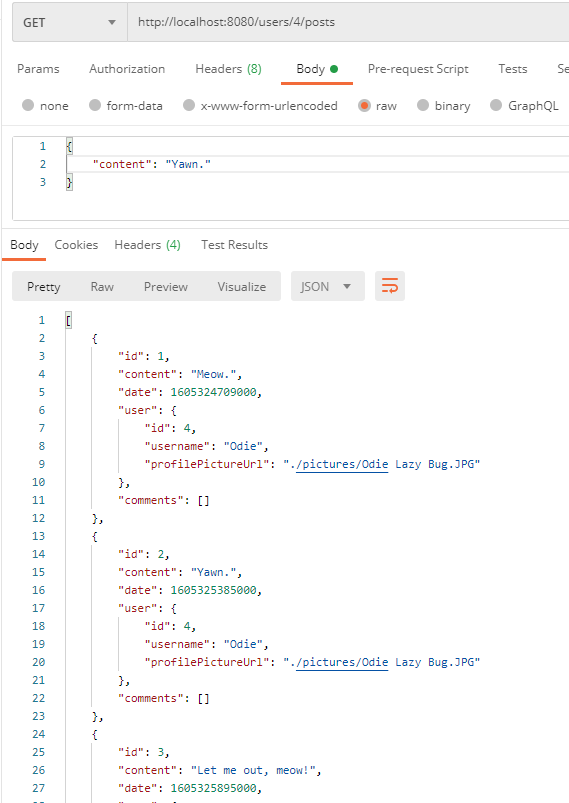 GET http://localhost:8080/users/4/posts
Params Authorization Headers (8) Body Pre-request Script Tests Se
none form-data x-www-form-urlencoded raw binary GraphQL
1 {
2 "content": "Yawn."
3 }
Body Cookies Headers (4) Test Results
Pretty Raw Preview Visualize JSON
1 [
2 {
3 "id": 1,
4 "content": "Meow.",
5 "date": 1605324709000,
6 "user": {
7 "id": 4,
8 "username": "Odie",
9 "profilePictureUrl": "./pictures/Odie Lazy Bug.JPG"
10 },
11 "comments": []
12 },
13 {
14 "id": 2,
15 "content": "Yawn.",
16 "date": 1605325385000,
17 "user": {
18 "id": 4,
19 "username": "Odie",
20 "profilePictureUrl": "./pictures/Odie Lazy Bug.JPG"
21 },
22 "comments": []
23 },
24 {
25 "id": 3,
26 "content": "Let me out, meow!",
27 "date": 1605325895000,